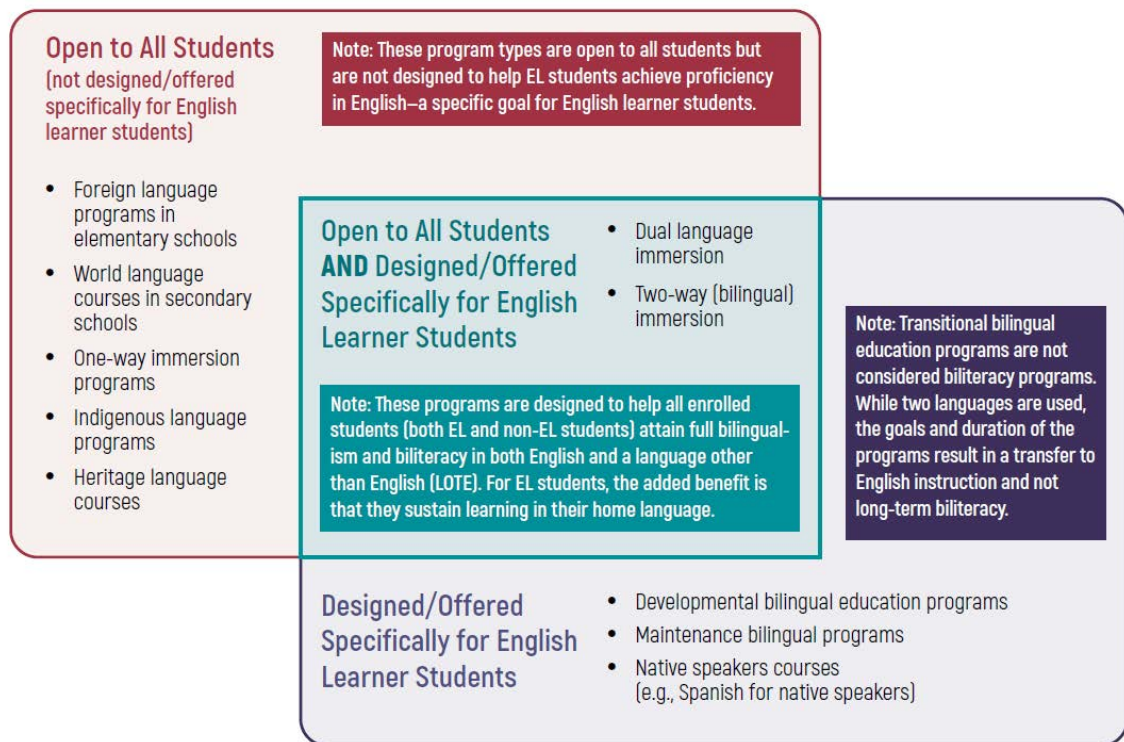 Open to All Students
(not designed/offered
specifically for English
learner students)
Note: These program types are open to all students but
are not designed to help EL students achieve proficiency
in English—a specific goal for English learner students.
• Foreign language
programs in
elementary schools
• World language
courses in secondary
schools
• One-way immersion
programs
• Indigenous language
programs
• Heritage language
courses
Open to All Students
AND Designed/Offered
Specifically for English
Learner Students
• Dual language
immersion
• Two-way (bilingual)
immersion
Note: These programs are designed to help all enrolled
students (both EL and non-EL students) attain full bilingual-
ism and biliteracy in both English and a language other
than English (LOTE). For EL students, the added benefit is
that they sustain learning in their home language.
Note: Transitional bilingual
education programs are not
considered biliteracy programs.
While two languages are used,
the goals and duration of the
programs result in a transfer to
English instruction and not
long-term biliteracy.
Designed/Offered
Specifically for English
Learner Students
• Developmental bilingual education programs
• Maintenance bilingual programs
• Native speakers courses
(e.g., Spanish for native speakers)